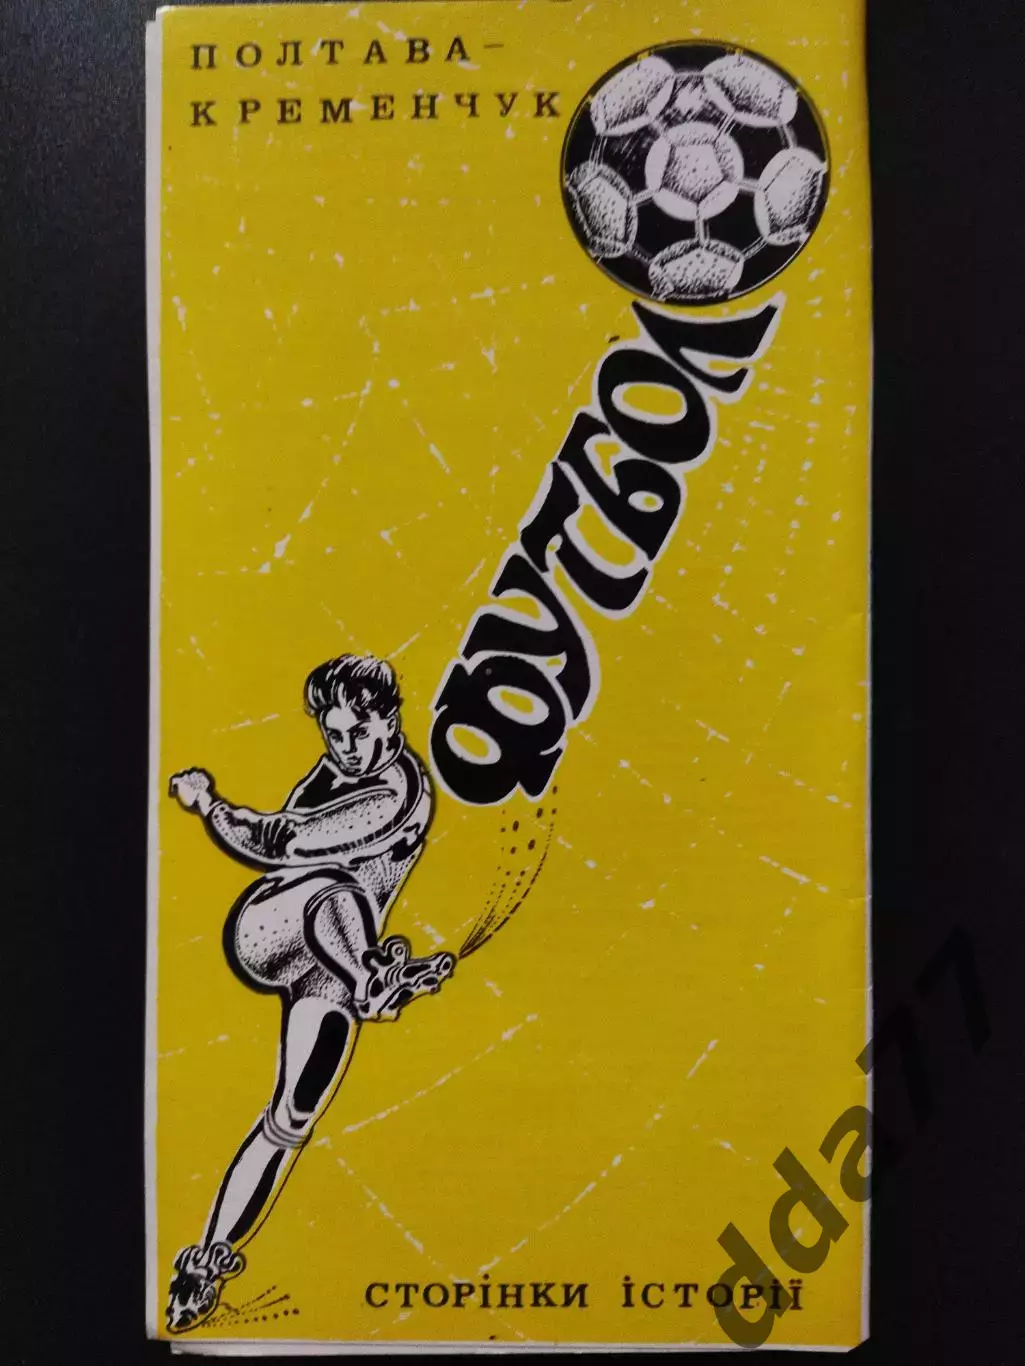 ПОЛТАВА –
КРЕМЕНЧУК
ФУТБОЛ
СТОРІНКИ ІСТОРІЇ
dda77